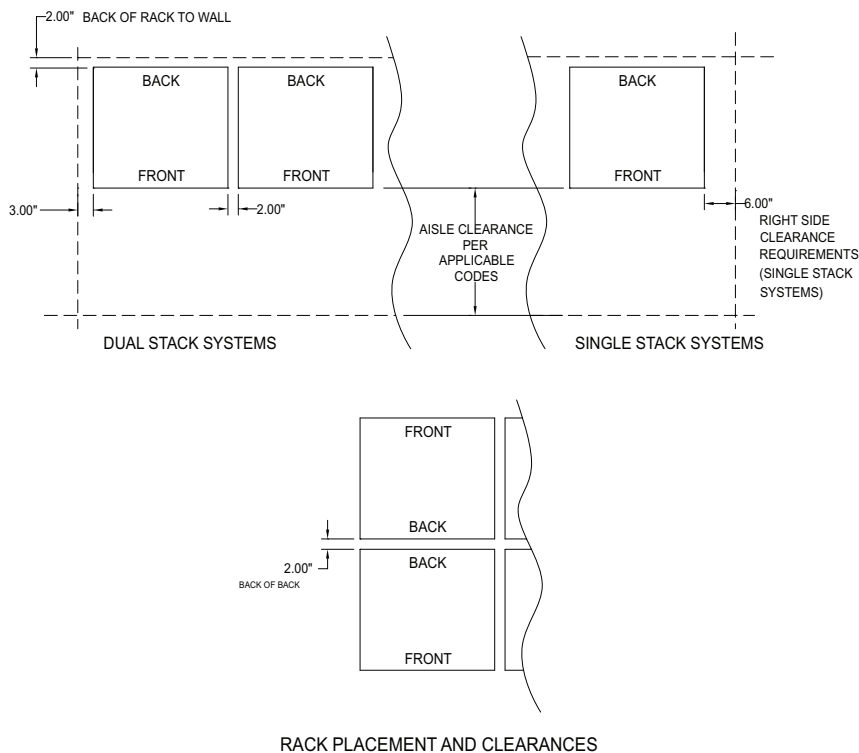 2.00" BACK OF RACK TO WALL
BACK
BACK
BACK
FRONT
FRONT
FRONT
3.00"
2.00"
6.00"
AISLE CLEARANCE
PER
APPLICABLE
CODES
RIGHT SIDE
CLEARANCE
REQUIREMENTS
(SINGLE STACK
SYSTEMS)
DUAL STACK SYSTEMS
SINGLE STACK SYSTEMS
FRONT
BACK
BACK
2.00"
BACK OF BACK
FRONT
RACK PLACEMENT AND CLEARANCES